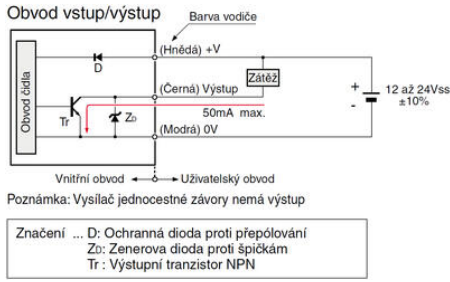 Obvod vstup/výstup
Barva vodiče
(Hnědá) +V
D
Obvod čidla
(Černá) Výstup
Zátěž
Tr
ZD
50mA max.
(Modrá) 0V
+
-
12 až 24Vss
±10%
Vnitřní obvod
Uživatelský obvod
Poznámka: Vysílač jednocestné závory nemá výstup
Značení ... D: Ochranná dioda proti přepólování
ZD: Zenerova dioda proti špičkám
Tr : Výstupní tranzistor NPN